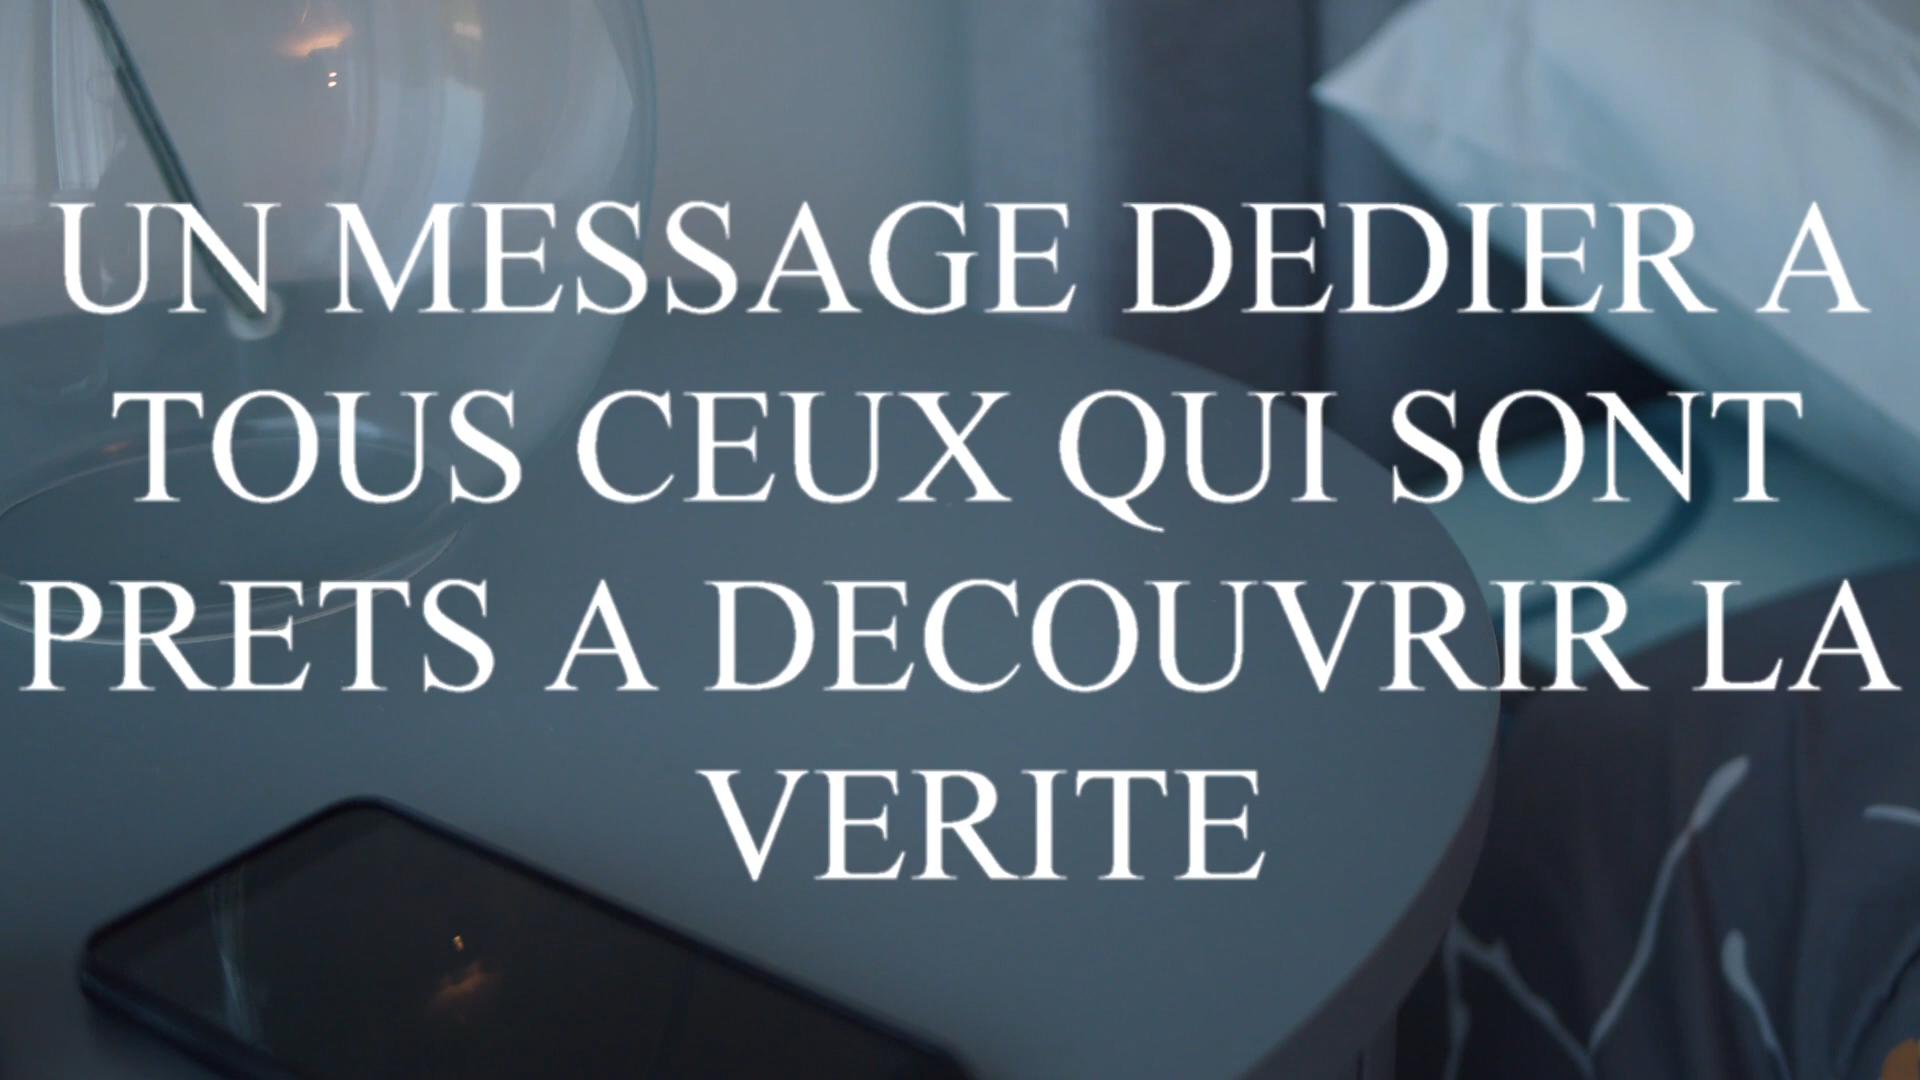 UN MESSAGE DEDIER A
TOUS CEUX QUI SONT
PRETS A DECOUVRIR LA
VERITE